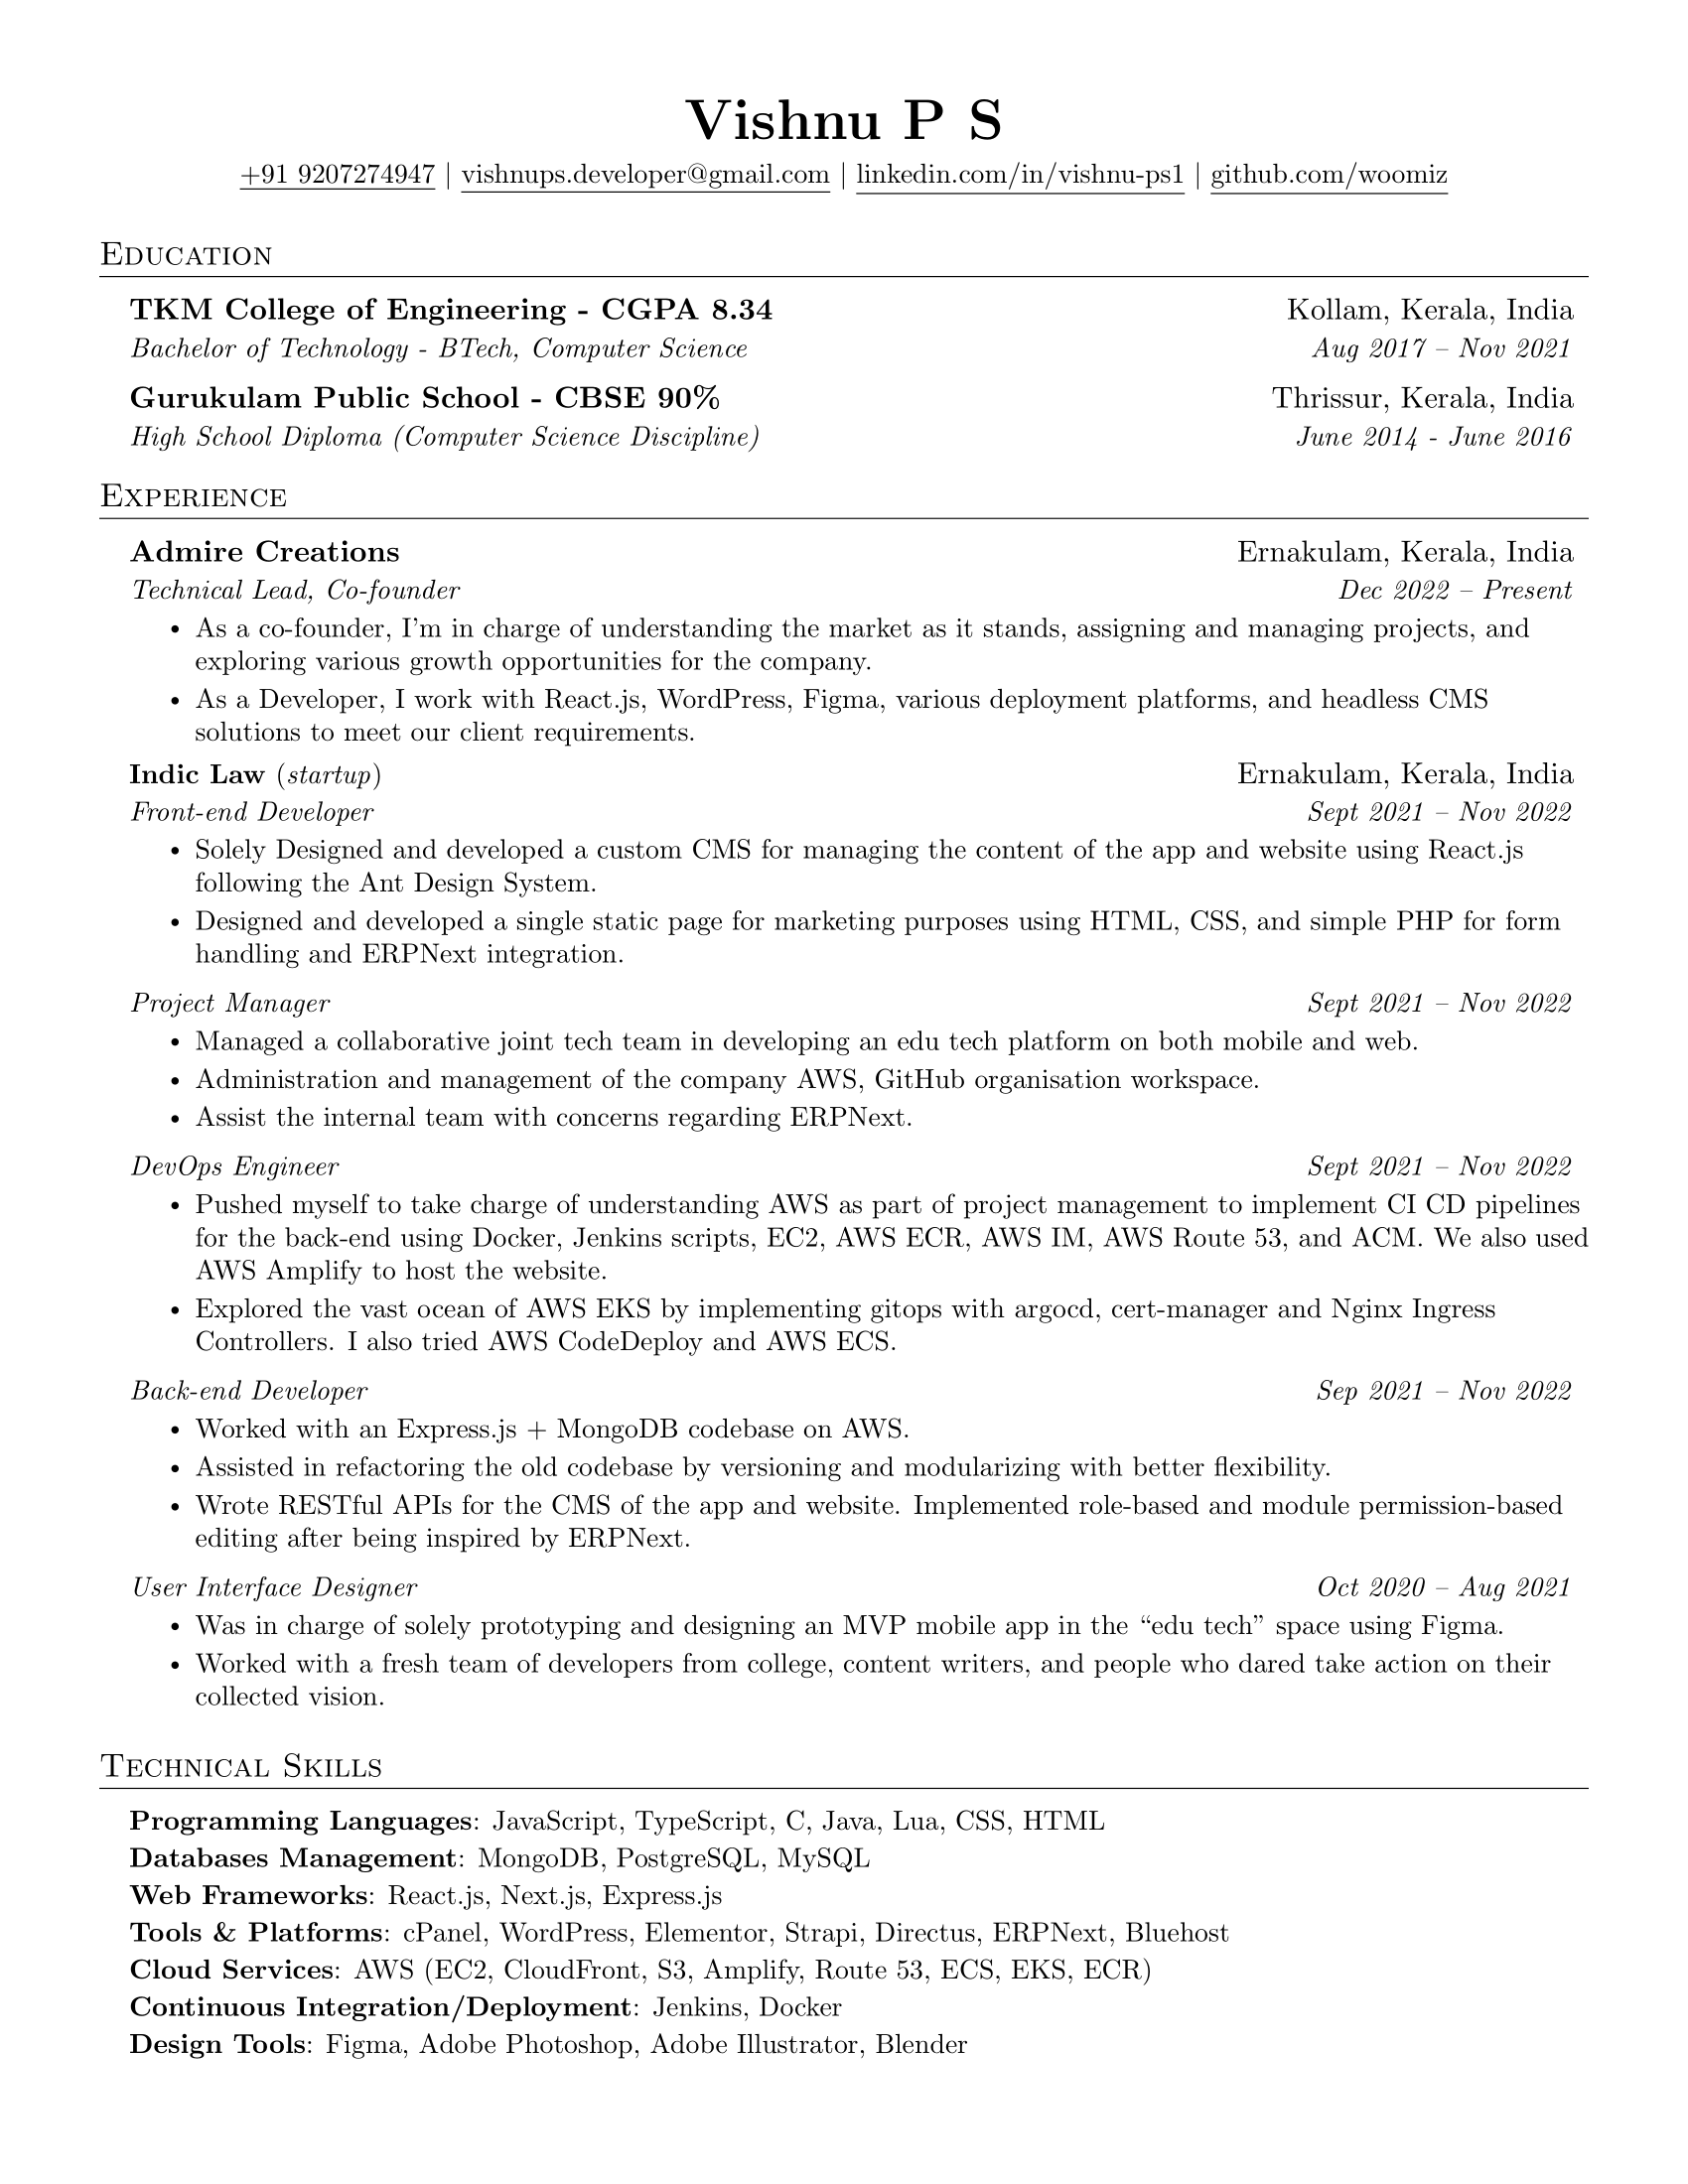 Vishnu P S
+91 9207274947 | vishnups.developer@gmail.com | linkedin.com/in/vishnu-ps1 | github.com/woomiz
Education
TKM College of Engineering - CGPA 8.34 Kollam, Kerala, India
Bachelor of Technology - BTech, Computer Science Aug 2017 – Nov 2021
Gurukulam Public School - CBSE 90% Thrissur, Kerala, India
High School Diploma (Computer Science Discipline) June 2014 - June 2016
Experience
Admire Creations Ernakulam, Kerala, India
Technical Lead, Co-founder Dec 2022 – Present
• As a co-founder, I'm in charge of understanding the market as it stands, assigning and managing projects, and
exploring various growth opportunities for the company.
• As a Developer, I work with React.js, WordPress, Figma, various deployment platforms, and headless CMS
solutions to meet our client requirements.
Indic Law (startup) Ernakulam, Kerala, India
Front-end Developer Sept 2021 – Nov 2022
• Solely Designed and developed a custom CMS for managing the content of the app and website using React.js
following the Ant Design System.
• Designed and developed a single static page for marketing purposes using HTML, CSS, and simple PHP for form
handling and ERPNext integration.
Project Manager Sept 2021 – Nov 2022
• Managed a collaborative joint tech team in developing an edu tech platform on both mobile and web.
• Administration and management of the company AWS, GitHub organisation workspace.
• Assist the internal team with concerns regarding ERPNext.
DevOps Engineer Sept 2021 – Nov 2022
• Pushed myself to take charge of understanding AWS as part of project management to implement CI CD pipelines
for the back-end using Docker, Jenkins scripts, EC2, AWS ECR, AWS IM, AWS Route 53, and ACM. We also used
AWS Amplify to host the website.
• Explored the vast ocean of AWS EKS by implementing gitops with argocd, cert-manager and Nginx Ingress
Controllers. I also tried AWS CodeDeploy and AWS ECS.
Back-end Developer Sep 2021 – Nov 2022
• Worked with an Express.js + MongoDB codebase on AWS.
• Assisted in refactoring the old codebase by versioning and modularizing with better flexibility.
• Wrote RESTful APIs for the CMS of the app and website. Implemented role-based and module permission-based
editing after being inspired by ERPNext.
User Interface Designer Oct 2020 – Aug 2021
• Was in charge of solely prototyping and designing an MVP mobile app in the “edu tech” space using Figma.
• Worked with a fresh team of developers from college, content writers, and people who dared take action on their
collected vision.
Technical Skills
Programming Languages: JavaScript, TypeScript, C, Java, Lua, CSS, HTML
Databases Management: MongoDB, PostgreSQL, MySQL
Web Frameworks: React.js, Next.js, Express.js
Tools & Platforms: cPanel, WordPress, Elementor, Strapi, Directus, ERPNext, Bluehost
Cloud Services: AWS (EC2, CloudFront, S3, Amplify, Route 53, ECS, EKS, ECR)
Continuous Integration/Deployment: Jenkins, Docker
Design Tools: Figma, Adobe Photoshop, Adobe Illustrator, Blender